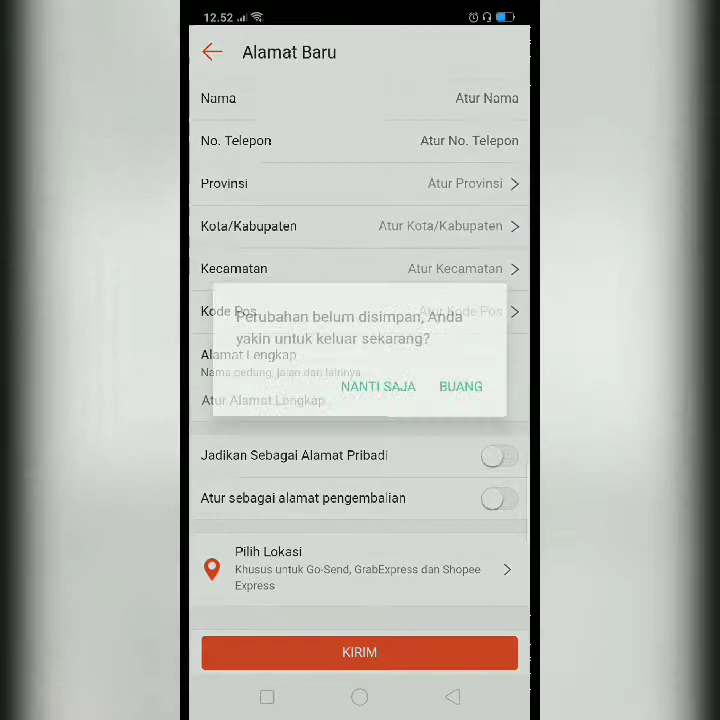 12.52
Alamat Baru
Nama Atur Nama
No. Telepon Atur No. Telepon
Provinsi Atur Provinsi
Kota/Kabupaten Atur Kota/Kabupaten
Kecamatan Atur Kecamatan
Kode Pos Atur Kode Pos
Perubahan belum disimpan, Anda
yakin untuk keluar sekarang?
Alamat Lengkap
Nama gedung, jalan dan lainnya
NANTI SAJA BUANG
Atur Alamat Lengkap
Jadikan Sebagai Alamat Pribadi
Atur sebagai alamat pengembalian
Pilih Lokasi
Khusus untuk Go-Send, GrabExpress dan Shopee
Express
KIRIM